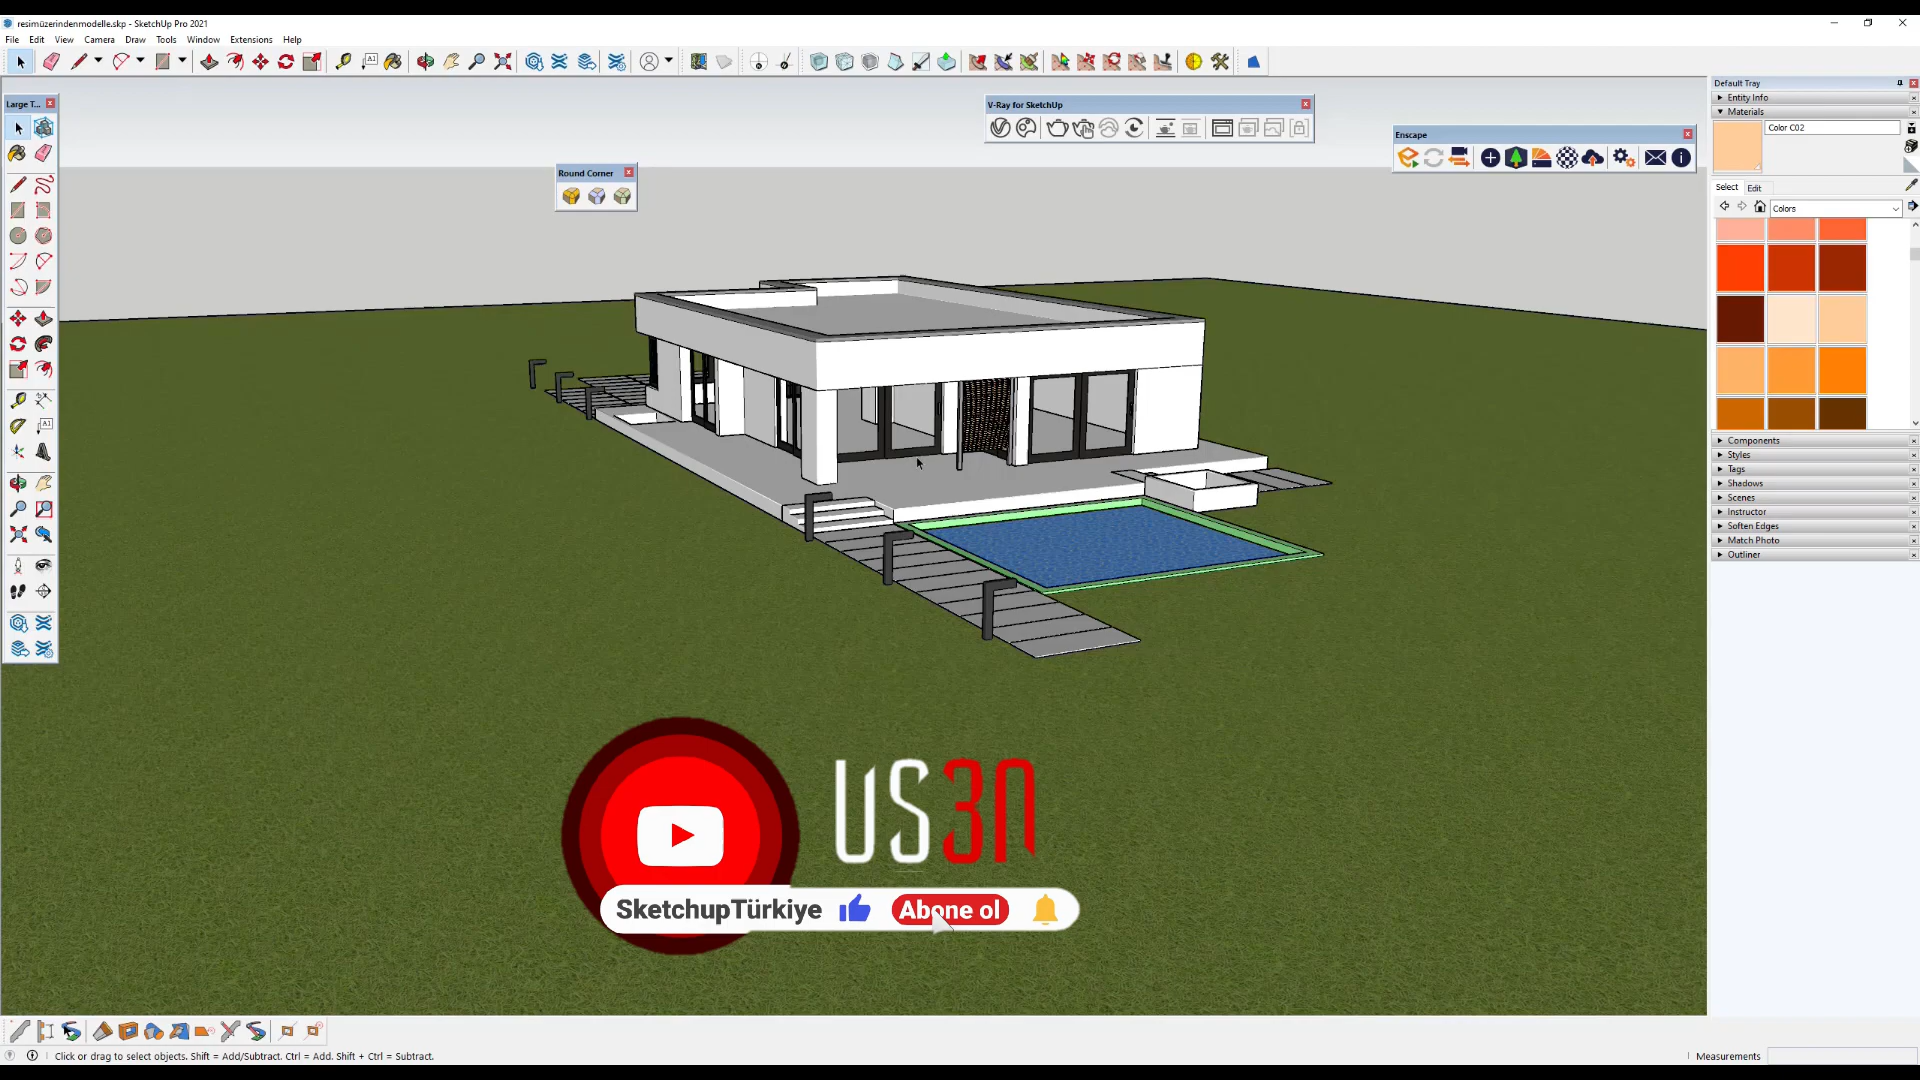 resimüzerindenmodelle.skp - SketchUp Pro 2021
File Edit View Camera Draw Tools Window Extensions Help
Default Tray
Large T...
Entity Info
V-Ray for SketchUp
Materials
Color C02
Enscape
Round Corner
Select Edit
Colors
Components
Styles
Tags
Shadows
Scenes
Instructor
Soften Edges
Match Photo
Outliner
US3N
SketchupTürkiye Abone ol
Click or drag to select objects. Shift = Add/Subtract. Ctrl = Add. Shift + Ctrl = Subtract.
Measurements